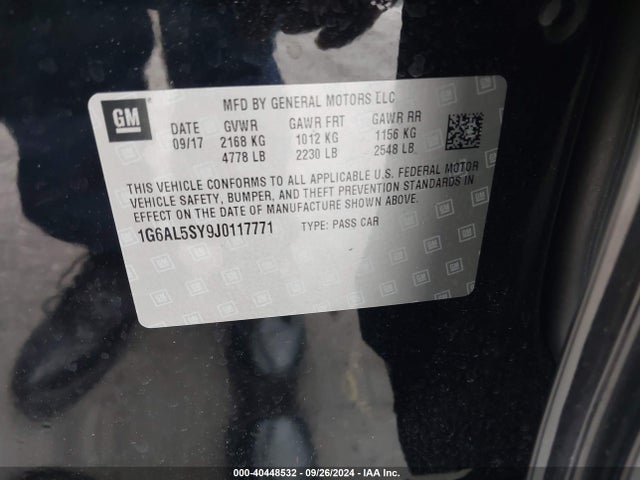 GM
MFD BY GENERAL MOTORS LLC
DATE GVWR GAWR FRT GAWR RR
09/17 2168 KG 1012 KG 1156 KG
4778 LB 2230 LB 2548 LB
THIS VEHICLE CONFORMS TO ALL APPLICABLE U.S. FEDERAL MOTOR
VEHICLE SAFETY, BUMPER, AND THEFT PREVENTION STANDARDS IN
EFFECT ON THE DATE OF MANUFACTURE SHOWN ABOVE.
1G6AL5SY9J0117771 TYPE: PASS CAR
000-40448532 - 09/26/2024 - IAA Inc.